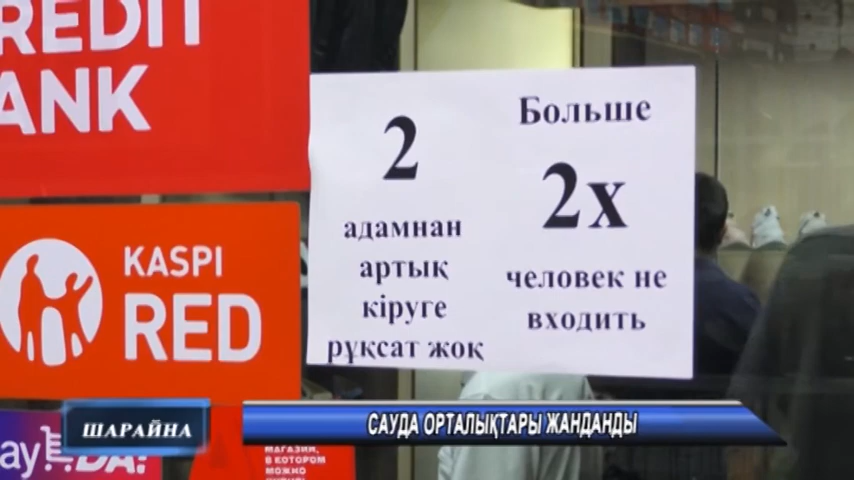 REDIT
ANK
KASPI
RED
2
адамнан
артық
кіруге
рұқсат жоқ
Больше
2х
человек не
входить
ШАРАЙНА
САУДА ОРТАЛЫҚТАРЫ ЖАНДАНДЫ
ay
ДА!
МАГАЗИН,
В КОТОРОМ
МОЖНО